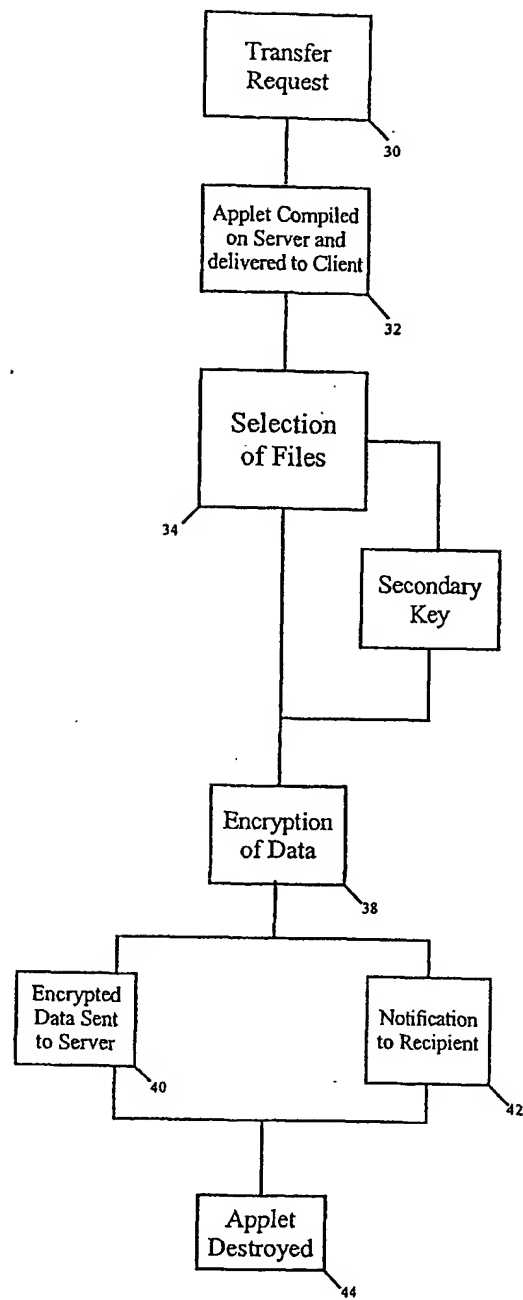 Transfer
Request
30
Applet Compiled
on Server and
delivered to Client
32
Selection
of Files
34
Secondary
Key
Encryption
of Data
38
Encrypted
Data Sent
to Server
40
Notification
to Recipient
42
Applet
Destroyed
44